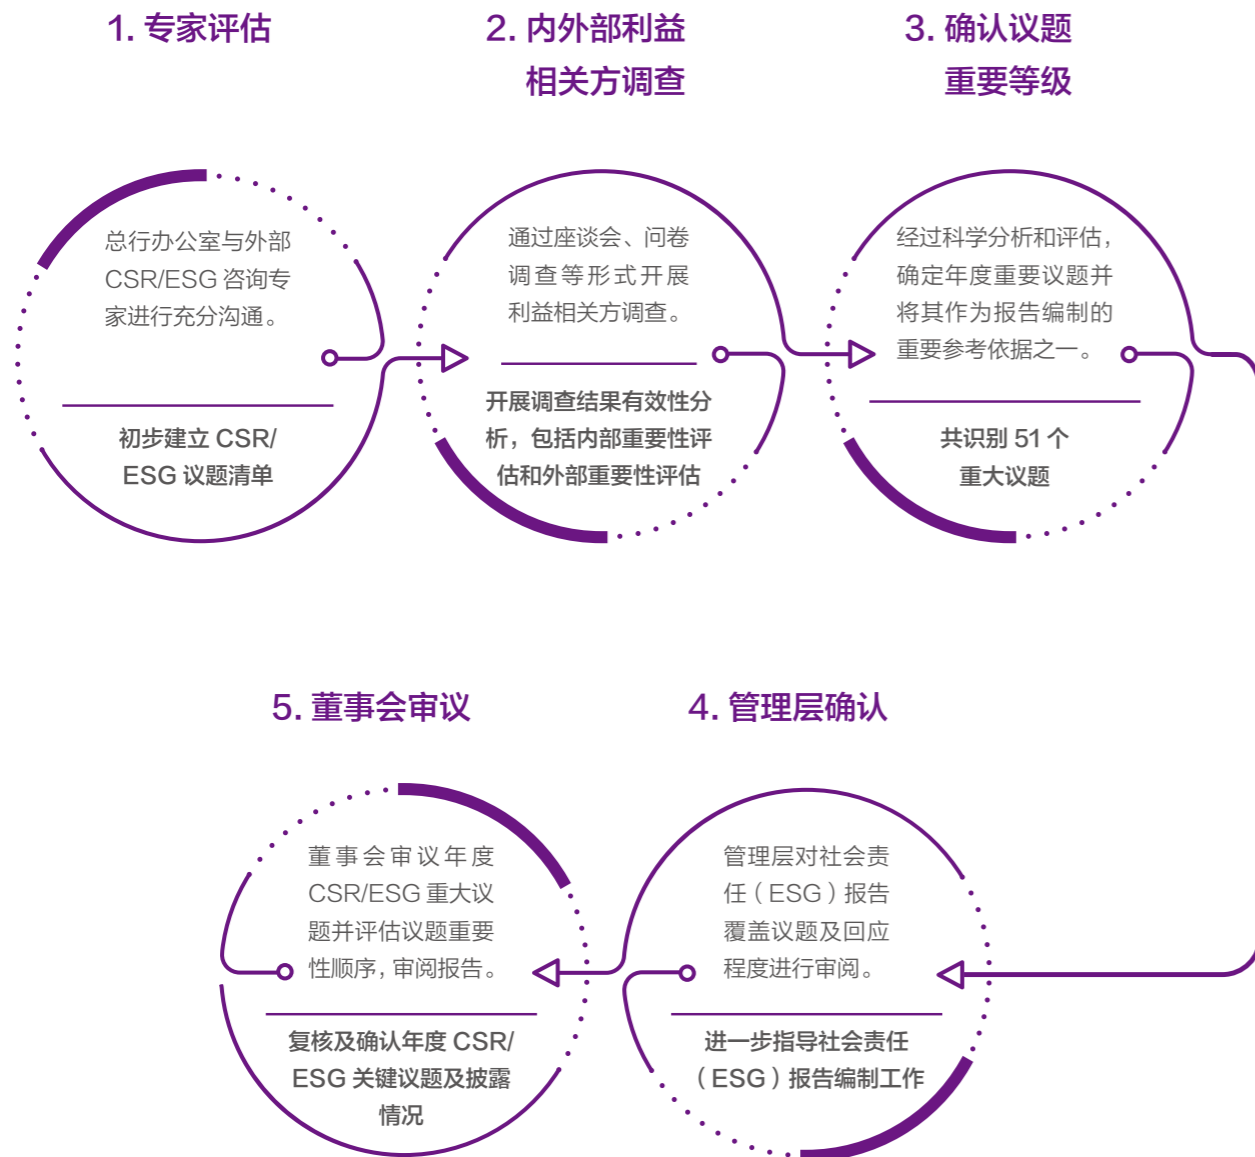 1. 专家评估
总行办公室与外部
CSR/ESG 咨询专
家进行充分沟通。
初步建立 CSR/
ESG 议题清单
2. 内外部利益
相关方调查
通过座谈会、问卷
调查等形式开展
利益相关方调查。
开展调查结果有效性分
析，包括内部重要性评
估和外部重要性评估
3. 确认议题
重要等级
经过科学分析和评估，
确定年度重要议题并
将其作为报告编制的
重要参考依据之一。
共识别 51 个
重大议题
4. 管理层确认
管理层对社会责
任（ESG）报告
覆盖议题及回应
程度进行审阅。
进一步指导社会责任
（ESG）报告编制工作
5. 董事会审议
董事会审议年度
CSR/ESG 重大议
题并评估议题重要
性顺序，审阅报告。
复核及确认年度 CSR/
ESG 关键议题及披露
情况